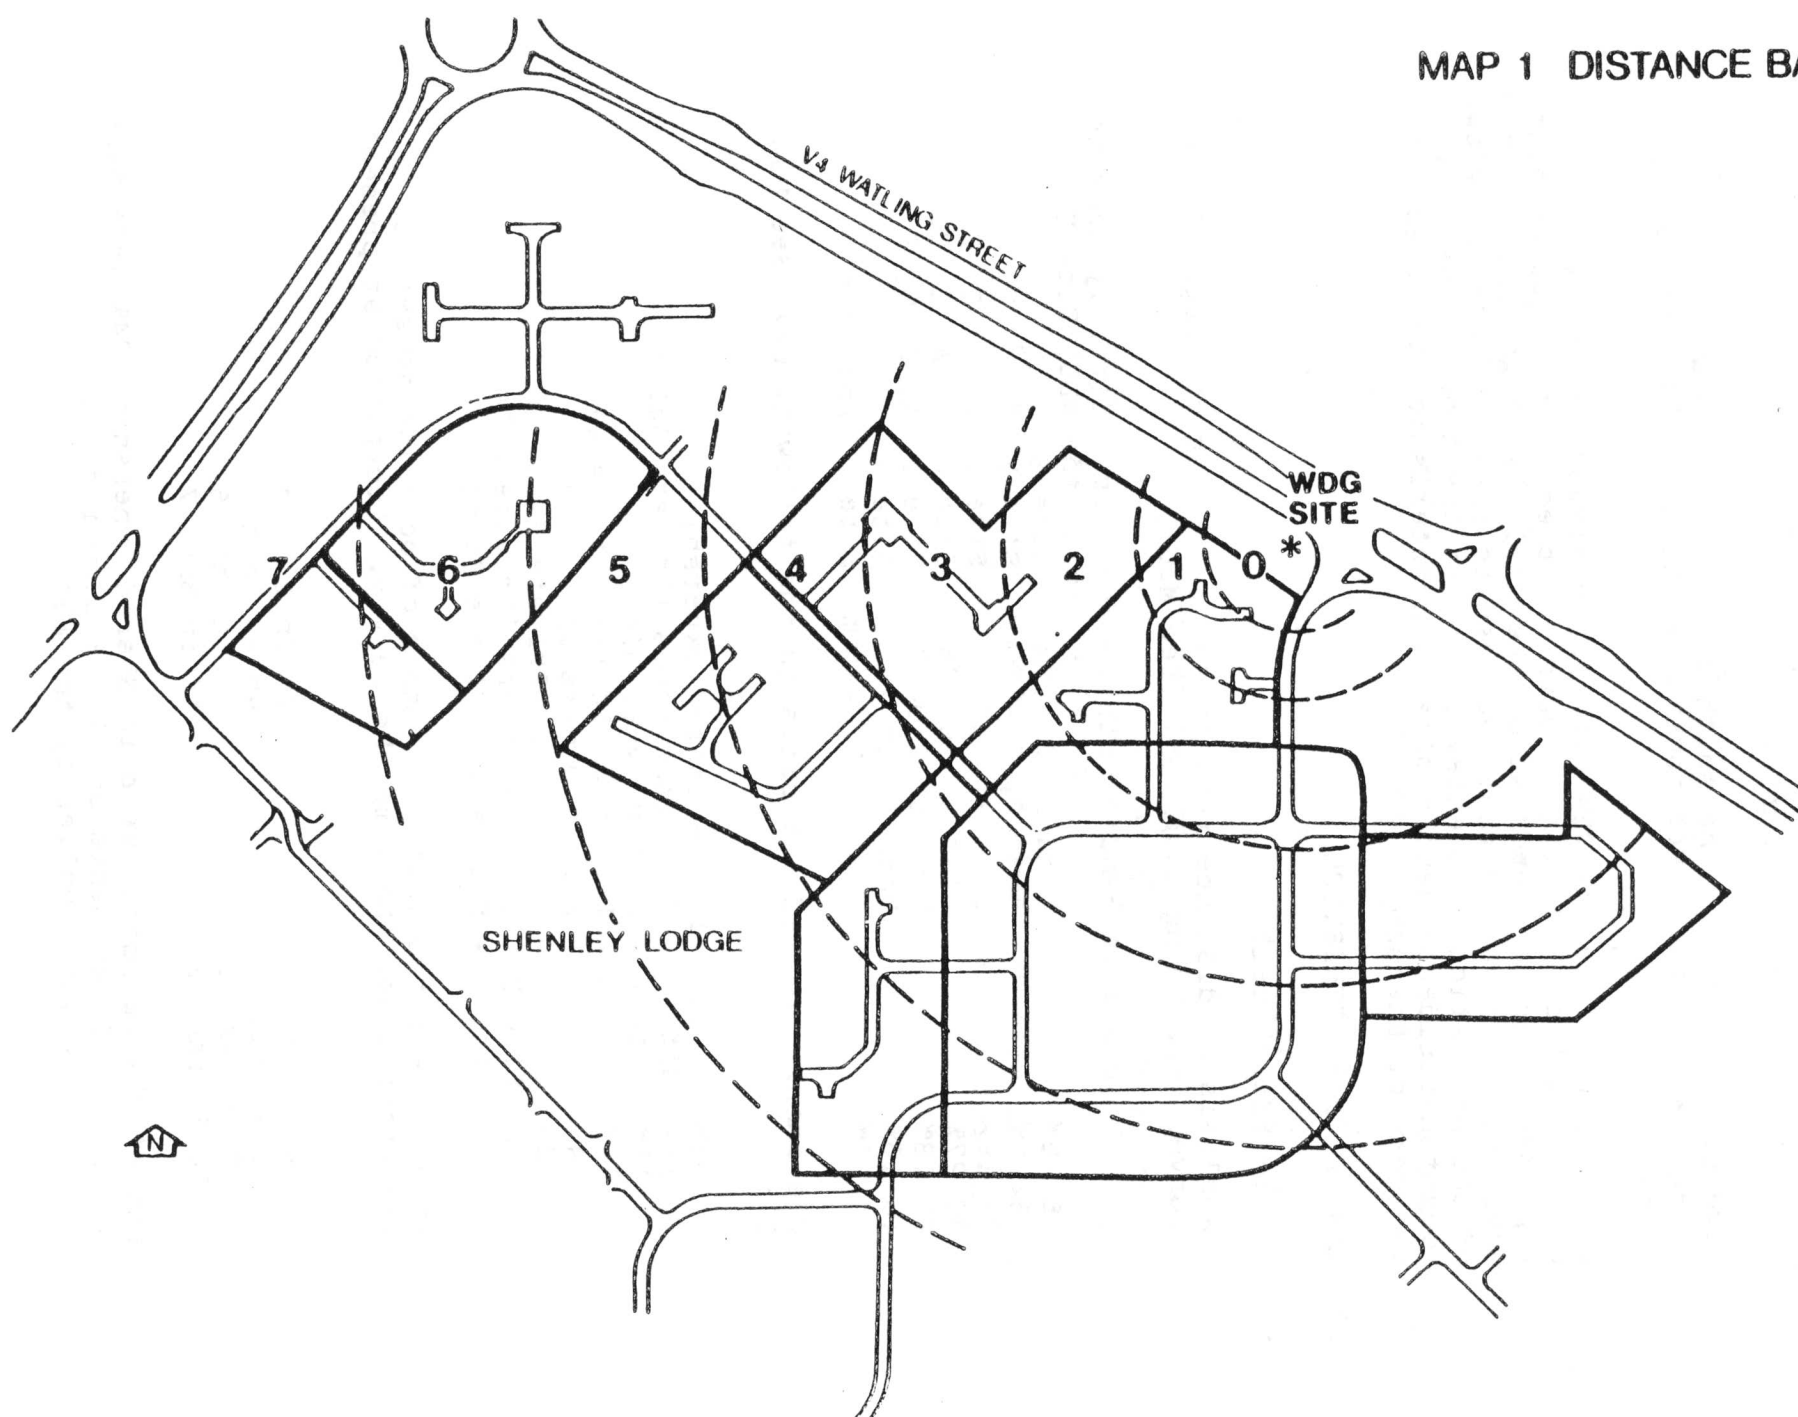 MAP 1 DISTANCE BA
V4 WATLING STREET
WDG
SITE
*
7 6 5 4 3 2 1 0
SHENLEY LODGE
N